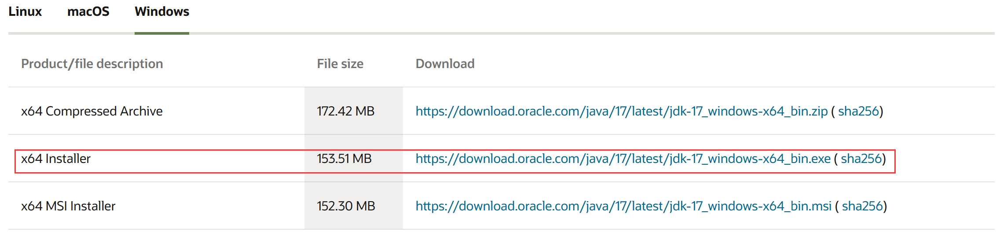 Linux macOS Windows
Product/file description File size Download
x64 Compressed Archive 172.42 MB https://download.oracle.com/java/17/latest/jdk-17_windows-x64_bin.zip ( sha256)
x64 Installer 153.51 MB https://download.oracle.com/java/17/latest/jdk-17_windows-x64_bin.exe ( sha256)
x64 MSI Installer 152.30 MB https://download.oracle.com/java/17/latest/jdk-17_windows-x64_bin.msi ( sha256)